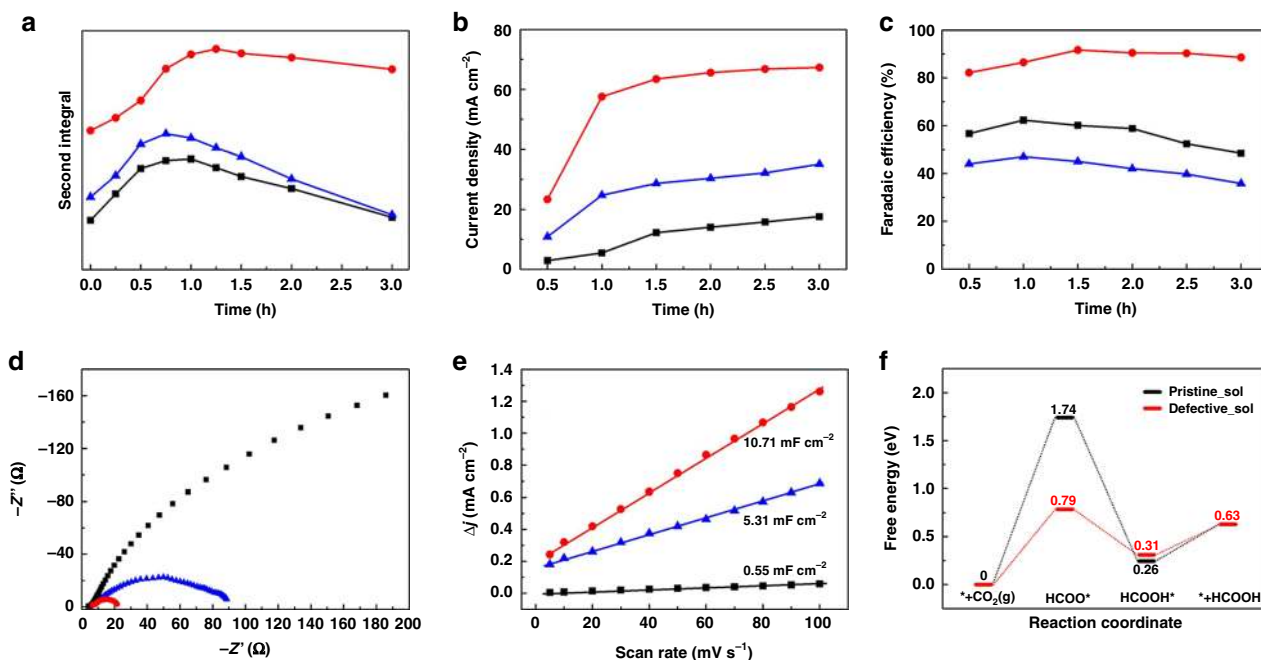 a
Second integral
0.0 0.5 1.0 1.5 2.0 3.0
Time (h)
b
Current density (mA cm⁻²)
80
60
40
20
0
0.5 1.0 1.5 2.0 2.5 3.0
Time (h)
c
Faradaic efficiency (%)
100
80
60
40
20
0
0.5 1.0 1.5 2.0 2.5 3.0
Time (h)
d
–Z'' (Ω)
–160
–120
–80
–40
0
0 20 40 60 80 100 120 140 160 180 200
–Z' (Ω)
e
Δj (mA cm⁻²)
1.4
1.2
1.0
0.8
0.6
0.4
0.2
0.0
10.71 mF cm⁻²
5.31 mF cm⁻²
0.55 mF cm⁻²
0 20 40 60 80 100
Scan rate (mV s⁻¹)
f
Free energy (eV)
2.0
1.5
1.0
0.5
0.0
Pristine_sol
Defective_sol
1.74
0.79
0.63
0.31
0.26
0
*+CO₂(g) HCOO* HCOOH* *+HCOOH
Reaction coordinate